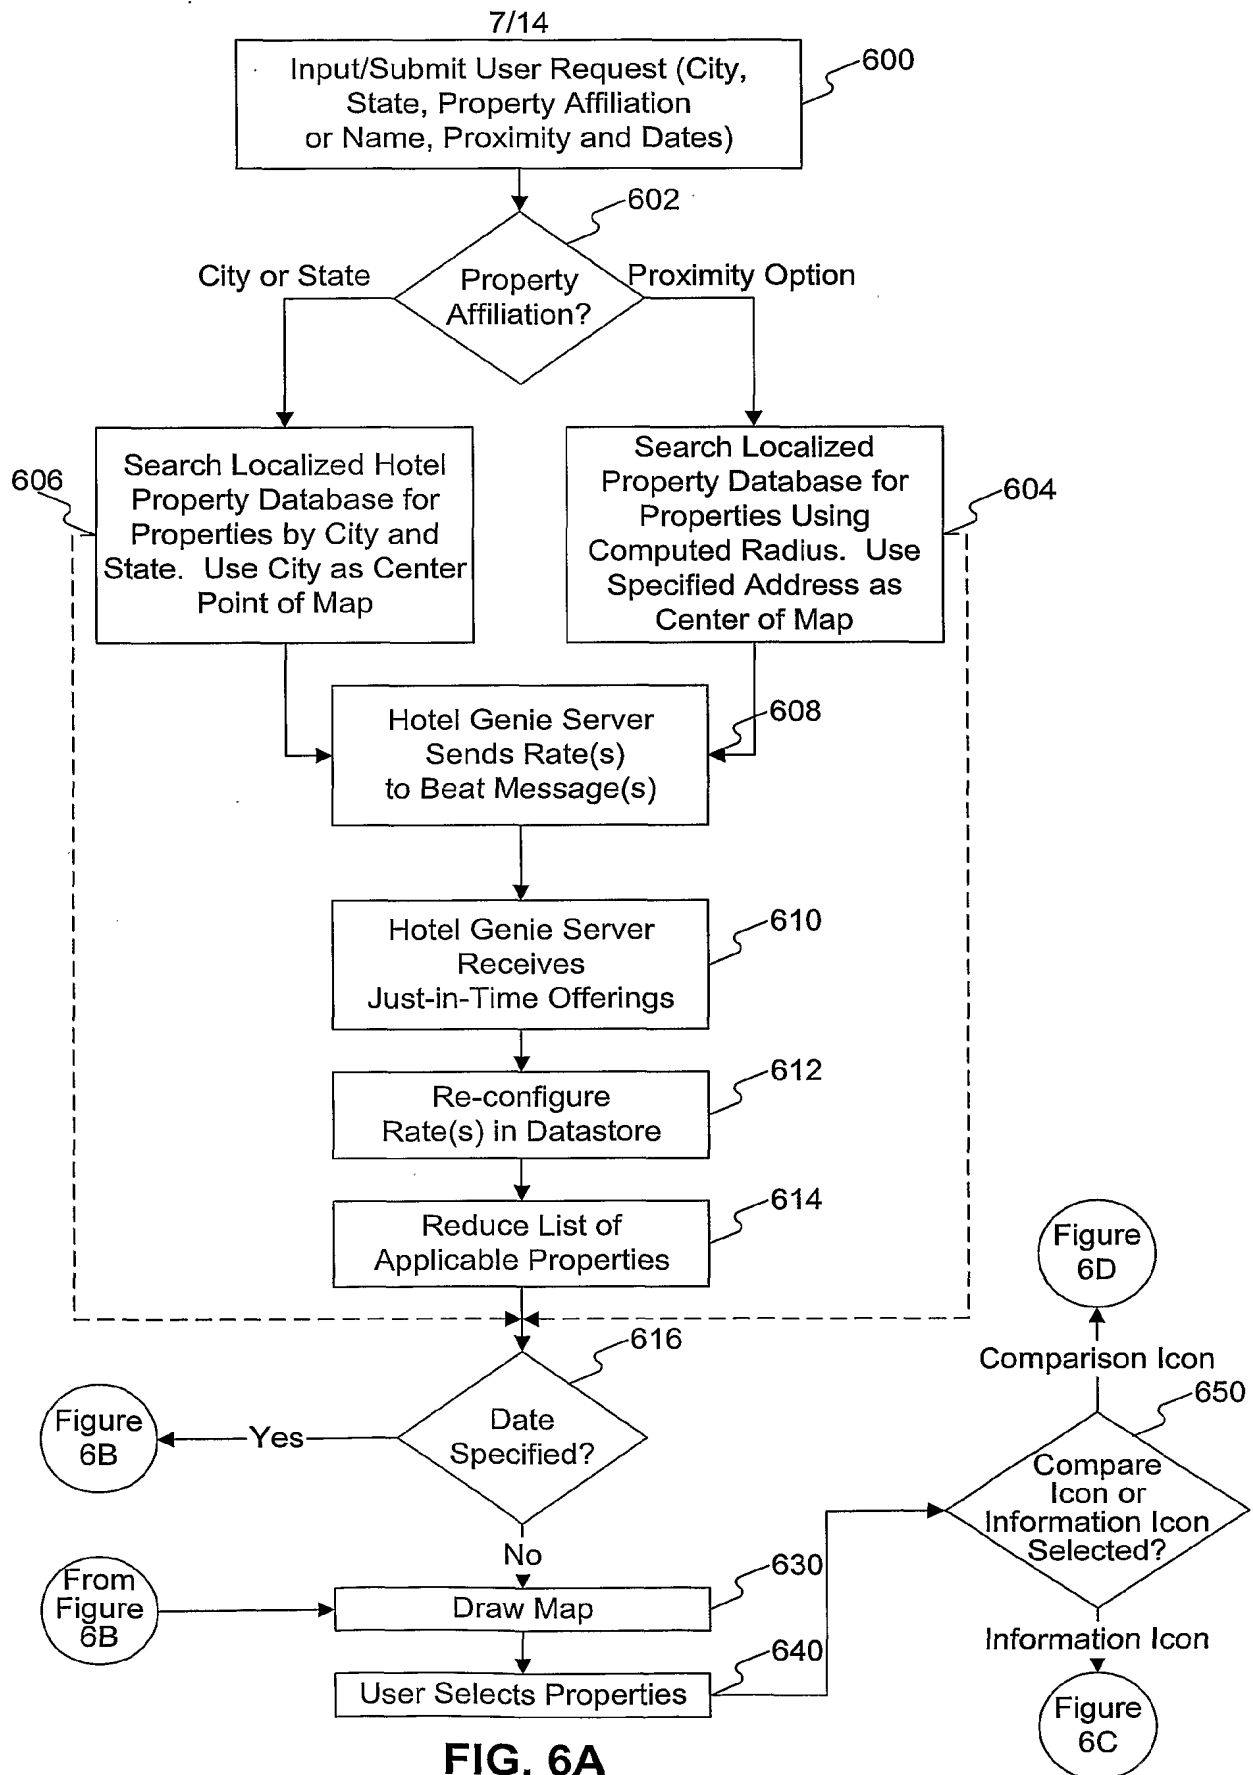 7/14
Input/Submit User Request (City,
State, Property Affiliation
or Name, Proximity and Dates)
600
602
City or State
Property
Affiliation?
Proximity Option
606
Search Localized Hotel
Property Database for
Properties by City and
State. Use City as Center
Point of Map
Search Localized
Property Database for
Properties Using
Computed Radius. Use
Specified Address as
Center of Map
604
Hotel Genie Server
Sends Rate(s)
to Beat Message(s)
608
Hotel Genie Server
Receives
Just-in-Time Offerings
610
Re-configure
Rate(s) in Datastore
612
Reduce List of
Applicable Properties
614
616
Date
Specified?
Yes
Figure
6B
No
From
Figure
6B
Draw Map
630
User Selects Properties
640
Figure
6D
Comparison Icon
650
Compare
Icon or
Information Icon
Selected?
Information Icon
Figure
6C
FIG. 6A